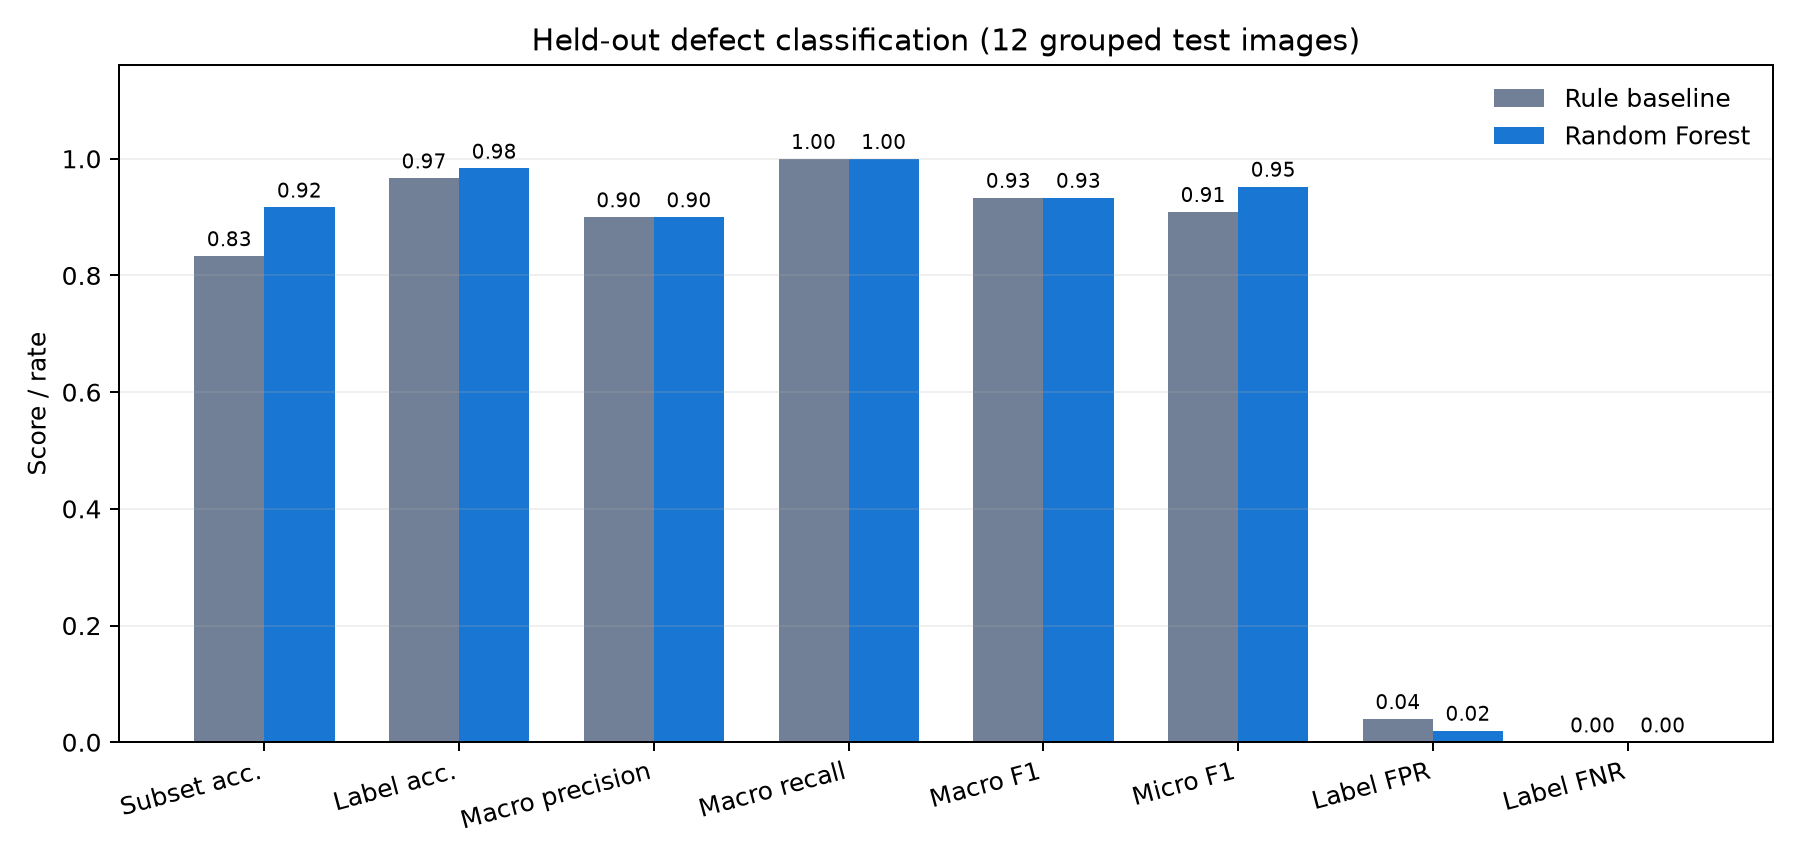 Held-out defect classification (12 grouped test images)
Rule baseline
Random Forest
Score / rate
1.0
0.8
0.6
0.4
0.2
0.0
0.83
0.92
0.97
0.98
0.90
0.90
1.00
1.00
0.93
0.93
0.91
0.95
0.04
0.02
0.00
0.00
Subset acc.
Label acc.
Macro precision
Macro recall
Macro F1
Micro F1
Label FPR
Label FNR